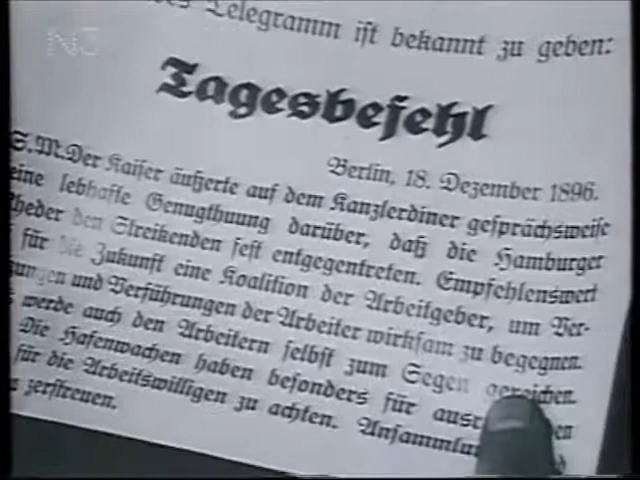 N3
Telegramm ist bekannt zu geben:
Tagesbefehl
Berlin, 18. Dezember 1896.
S.M.Der Kaiser äußerte auf dem Kanzlerdiner gesprächsweise
eine lebhafte Genugthuung darüber, daß die Hamburger
Rheder den Streikenden fest entgegentreten. Empfehlenswert
für die Zukunft eine Koalition der Arbeitgeber, um Ver-
und Verführungen der Arbeiter wirksam zu begegnen.
werde auch den Arbeitern selbst zum Segen gereichen.
Die Hafenwachen haben besonders für
für die Arbeitswilligen zu achten.
zerstreuen.